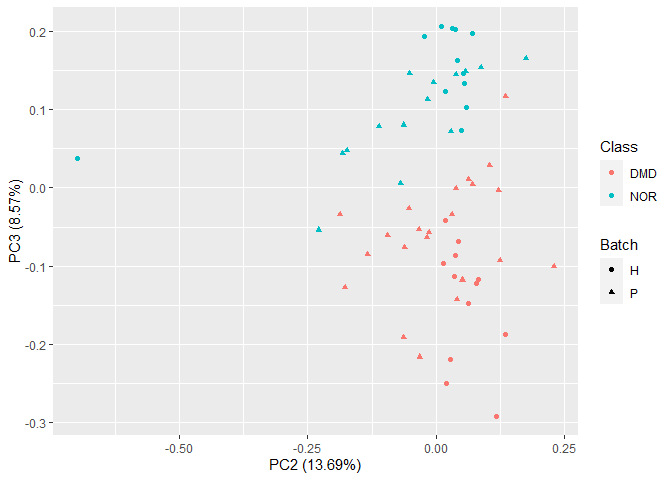 0.2
0.1
0.0
-0.1
-0.2
-0.3
PC3 (8.57%)
-0.50
-0.25
0.00
0.25
PC2 (13.69%)
Class
DMD
NOR
Batch
H
P